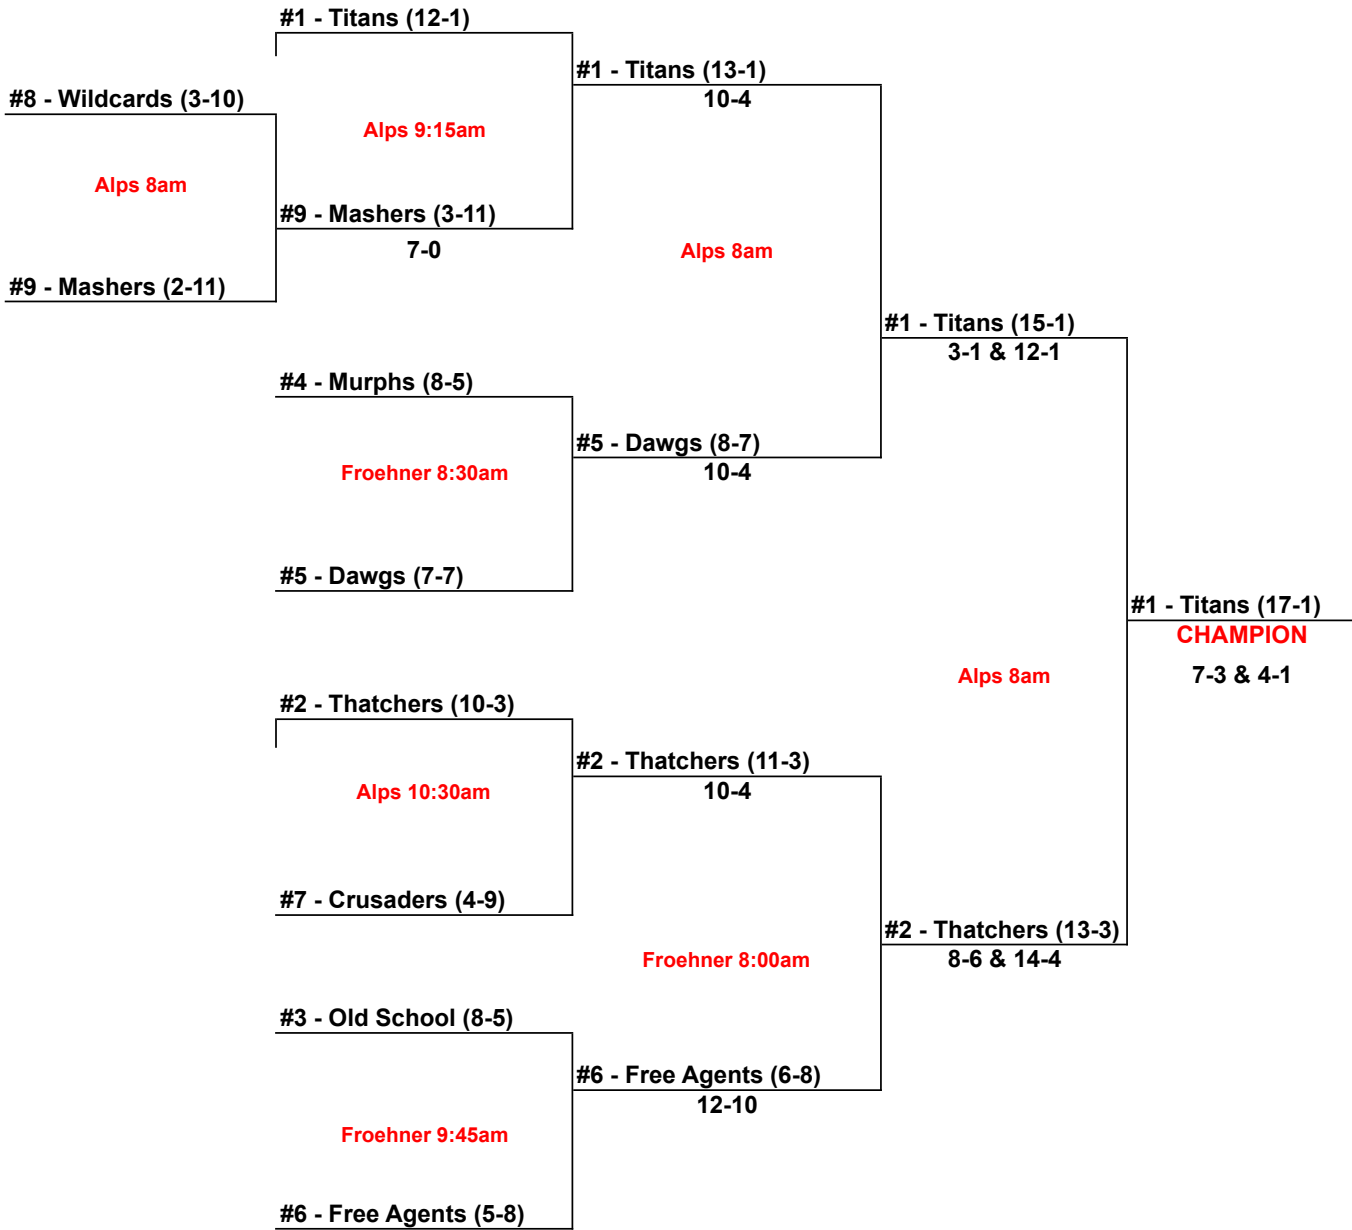 #1 - Titans (12-1)
#1 - Titans (13-1)
10-4
#8 - Wildcards (3-10)
Alps 9:15am
Alps 8am
#9 - Mashers (3-11)
7-0
Alps 8am
#9 - Mashers (2-11)
#1 - Titans (15-1)
3-1 & 12-1
#4 - Murphs (8-5)
#5 - Dawgs (8-7)
10-4
Froehner 8:30am
#5 - Dawgs (7-7)
#1 - Titans (17-1)
CHAMPION
7-3 & 4-1
Alps 8am
#2 - Thatchers (10-3)
#2 - Thatchers (11-3)
10-4
Alps 10:30am
#7 - Crusaders (4-9)
#2 - Thatchers (13-3)
8-6 & 14-4
Froehner 8:00am
#3 - Old School (8-5)
#6 - Free Agents (6-8)
12-10
Froehner 9:45am
#6 - Free Agents (5-8)